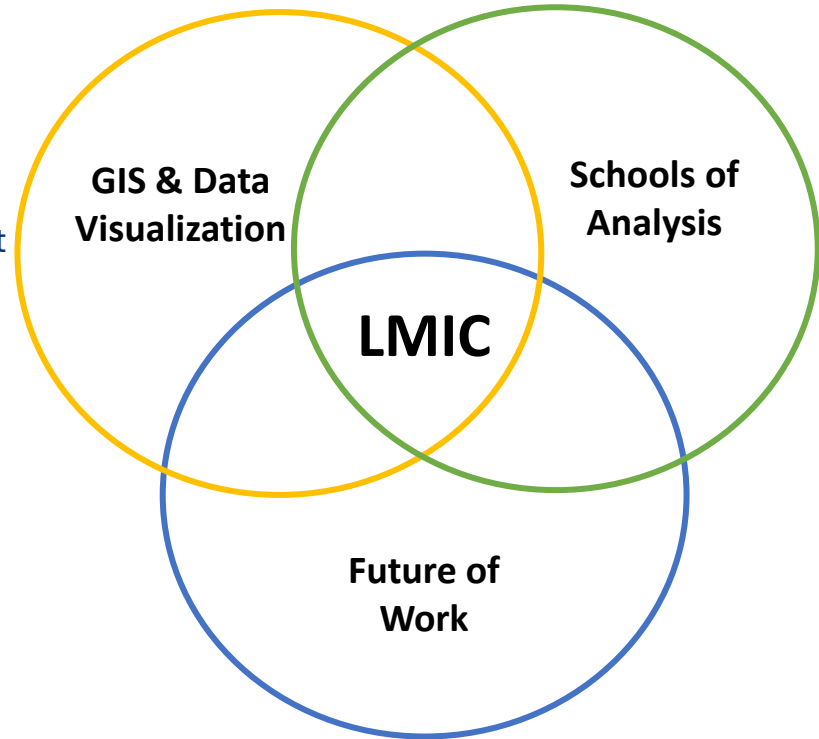 GIS & Data
Visualization
Schools of
Analysis
t
LMIC
Future of
Work